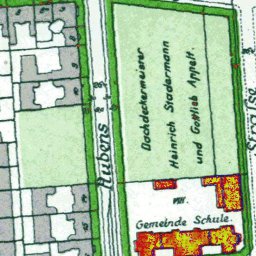 Dachdeckermeister
Heinrich Stadermann
und Gottlieb Appelt.
Rubens
Strasse
Gemeinde Schule.